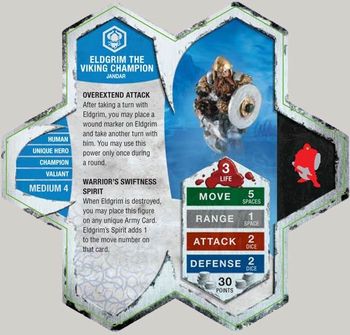 ELDGRIM THE
VIKING CHAMPION
JANDAR
OVEREXTEND ATTACK
After taking a turn with
Eldgrim, you may place a
wound marker on Eldgrim
and take another turn with
him. You may use this
power only once during
a round.
WARRIOR'S SWIFTNESS
SPIRIT
When Eldgrim is destroyed,
you may place this figure
on any unique Army Card.
Eldgrim's Spirit adds 1
to the move number on
that card.
HUMAN
UNIQUE HERO
CHAMPION
VALIANT
MEDIUM 4
3
LIFE
MOVE 5 SPACES
RANGE 1 SPACE
ATTACK 2 DICE
DEFENSE 2 DICE
30
POINTS